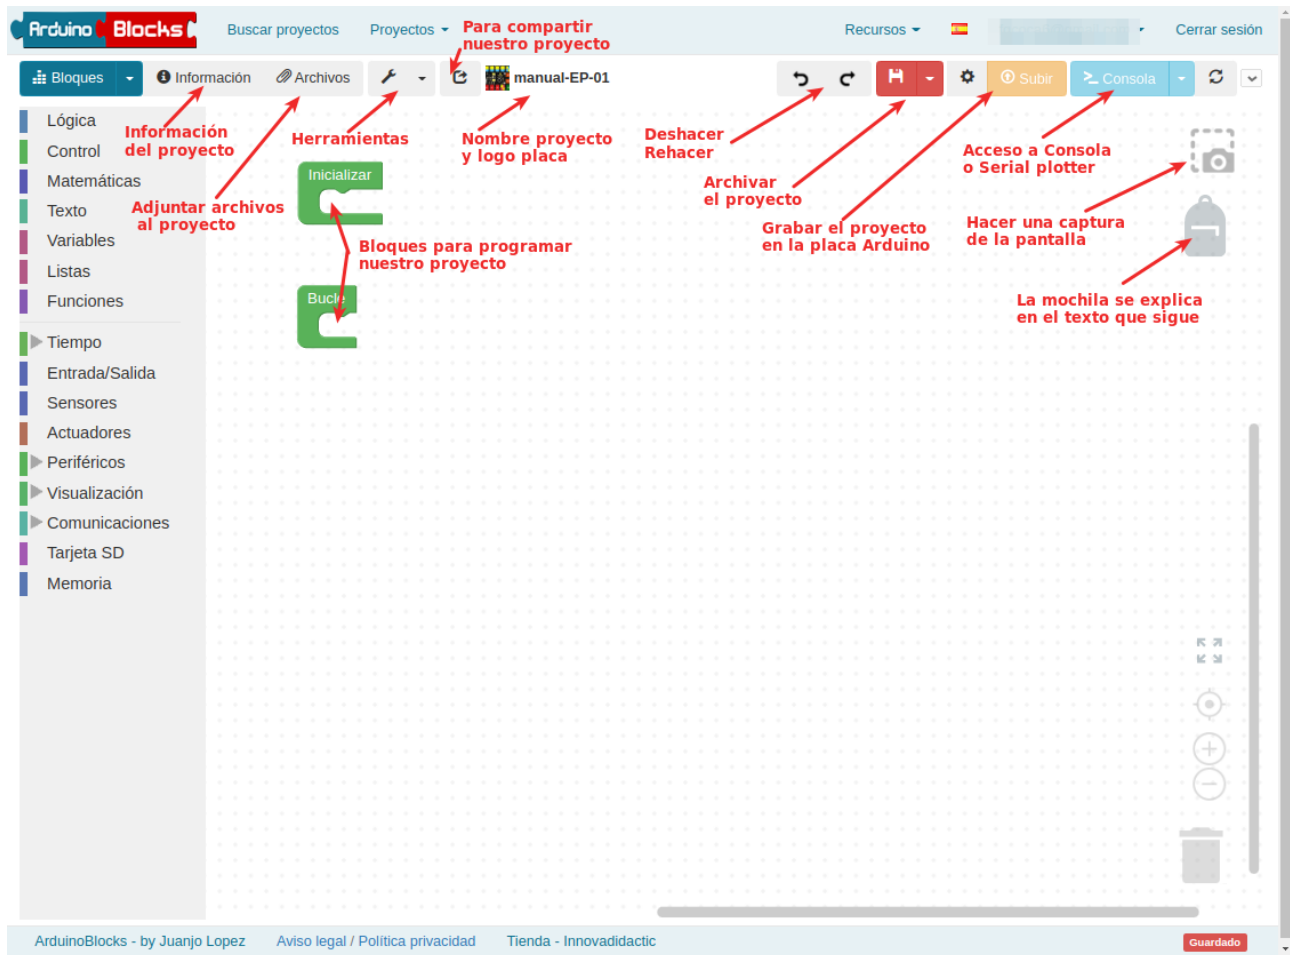 Arduino Blocks
Buscar proyectos
Proyectos
Para compartir
nuestro proyecto
Recursos
Cerrar sesión
Bloques
Información
Archivos
manual-EP-01
Subir
Consola
Información
del proyecto
Herramientas
Nombre proyecto
y logo placa
Deshacer
Rehacer
Acceso a Consola
o Serial plotter
Archivar
el proyecto
Adjuntar archivos
al proyecto
Grabar el proyecto
en la placa Arduino
Hacer una captura
de la pantalla
Bloques para programar
nuestro proyecto
La mochila se explica
en el texto que sigue
Inicializar
Bucle
Lógica
Control
Matemáticas
Texto
Variables
Listas
Funciones
Tiempo
Entrada/Salida
Sensores
Actuadores
Periféricos
Visualización
Comunicaciones
Tarjeta SD
Memoria
ArduinoBlocks - by Juanjo Lopez
Aviso legal / Política privacidad
Tienda - Innovadidactic
Guardado